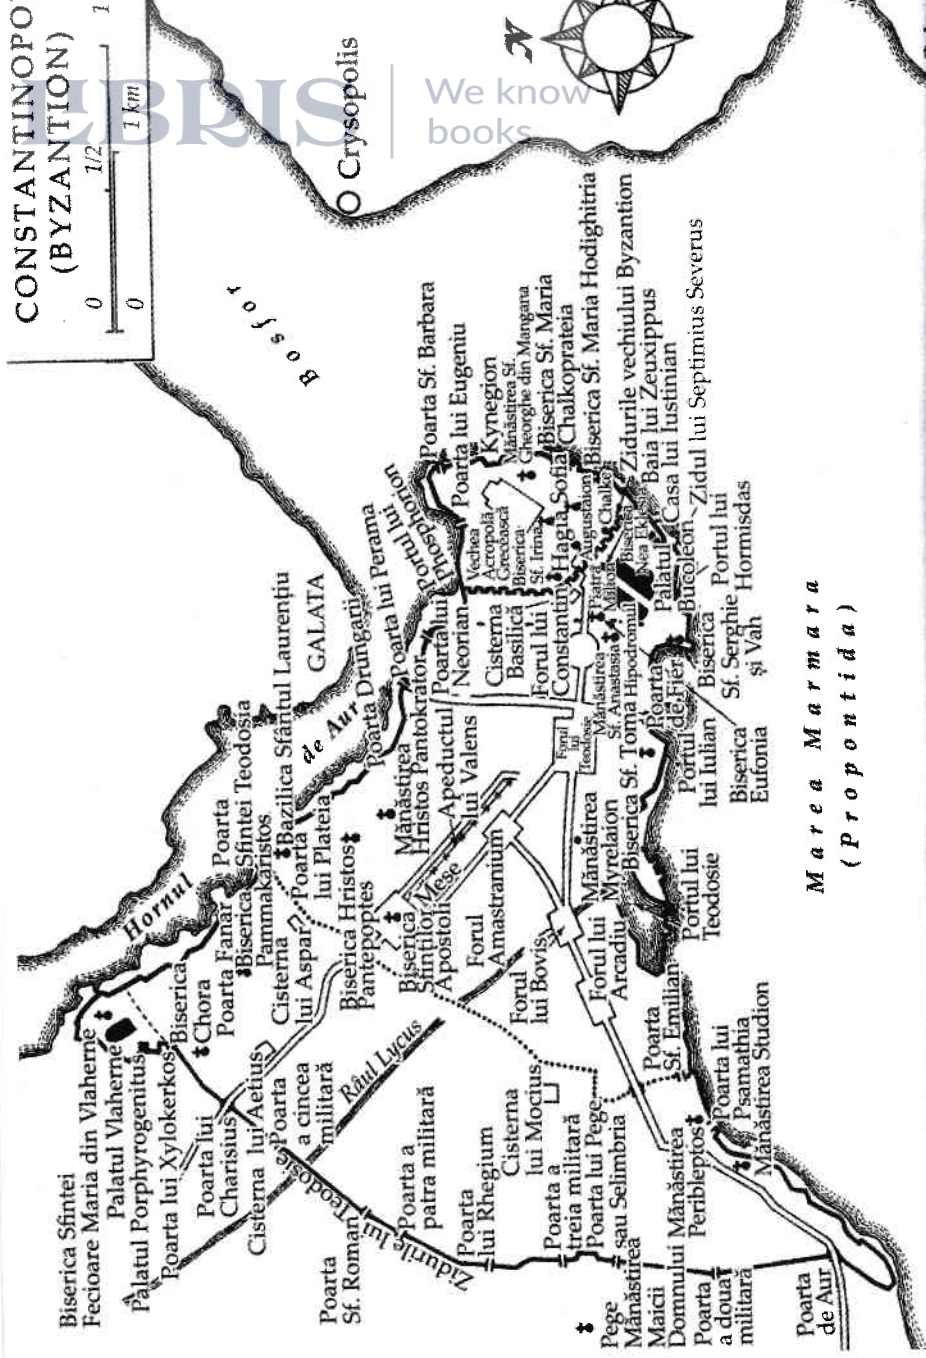 CONSTANTINOPO
(BYZANTION)
0 1/2 1
0 1 km
LIBRIS
We know
books
N
Crysopolis
Bosfor
GALATA
Hornul
de Aur
Marea Marmara
(Propontida)
Biserica Sfintei
Fecioare Maria din Vlaherne
Palatul Vlaherne
Palatul Porphyrogenitus
Poarta lui Xylokerkos
Biserica
Chora
Poarta lui
Charisius
Cisterna lui Aetius
Poarta
a cincea
militară
Poarta
Sf. Roman
Zidurile lui Teodosie
Râul Lycus
Poarta a
patra militară
Poarta
lui Rhegium
Cisterna
lui Mocius
Poarta a
treia militară
Poarta lui Pege
sau Selimbria
Pege
Mănăstirea
Maicii
Domnului
Poarta
a doua
militară
Poarta
de Aur
Mănăstirea
Peribleptos
Poarta lui
Psamathia
Mănăstirea Studion
Poarta
Sf. Emilian
Poarta Fanar
Biserica
Pammakaristos
Poarta
Sfintei Teodosia
Cisterna
lui Aspar
Bazilica Sfântul Laurențiu
Poarta
lui Plateia
Biserica Hristos
Pantepoptes
Biserica
Sfinților
Apostoli
Mese
Forul
Amastranium
Forul
lui Bovis
Forul lui
Arcadiu
Poarta Drungarii
Poarta lui Perama
Mănăstirea
Hristos Pantokrator
Apeductul
lui Valens
Forul
lui
Teodosie
Mănăstirea
Myrelaion
Biserica Sf. Toma
Portul lui
Teodosie
Portul lui
Phosphorion
Poarta lui
Neorian
Poarta Sf. Barbara
Poarta lui Eugeniu
Kynegion
Mănăstirea Sf.
Gheorghe din Mangana
Vechea
Acropolă
Grecească
Biserica
Sf. Irina
Hagia Sofia
Biserica Sf. Maria
Chalkoprateia
Biserica Sf. Maria Hodighitria
Augustaion
Chalke
Cisterna
Basilică
Forul lui
Constantin
Piatra
Milion
Mănăstirea
Sf. Anastasia
Hipodromul
Zidurile vechiului Byzantion
Baia lui Zeuxippus
Biserica
Nea Eklesia
Casa lui Iustinian
Palatul
Bucoleon
Zidul lui Septimius Severus
Portul lui
Hormisdas
Biserica
Sf. Serghie
și Vah
Poarta
de Fier
Portul
lui Iulian
Biserica
Eufonia